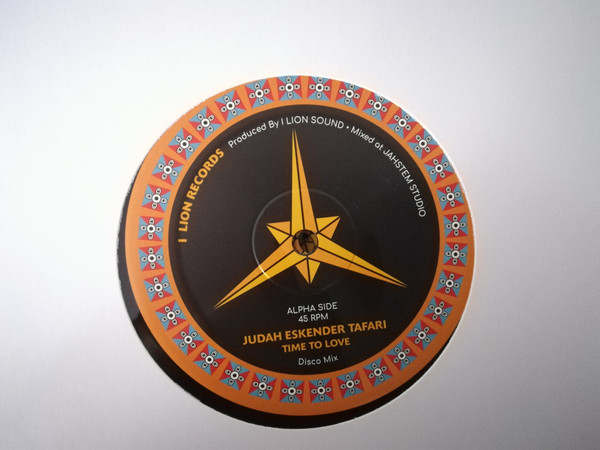 I LION RECORDS
Produced By I LION SOUND • Mixed at JAHSTEM STUDIO
ALPHA SIDE
45 RPM
JUDAH ESKENDER TAFARI
TIME TO LOVE
Disco Mix